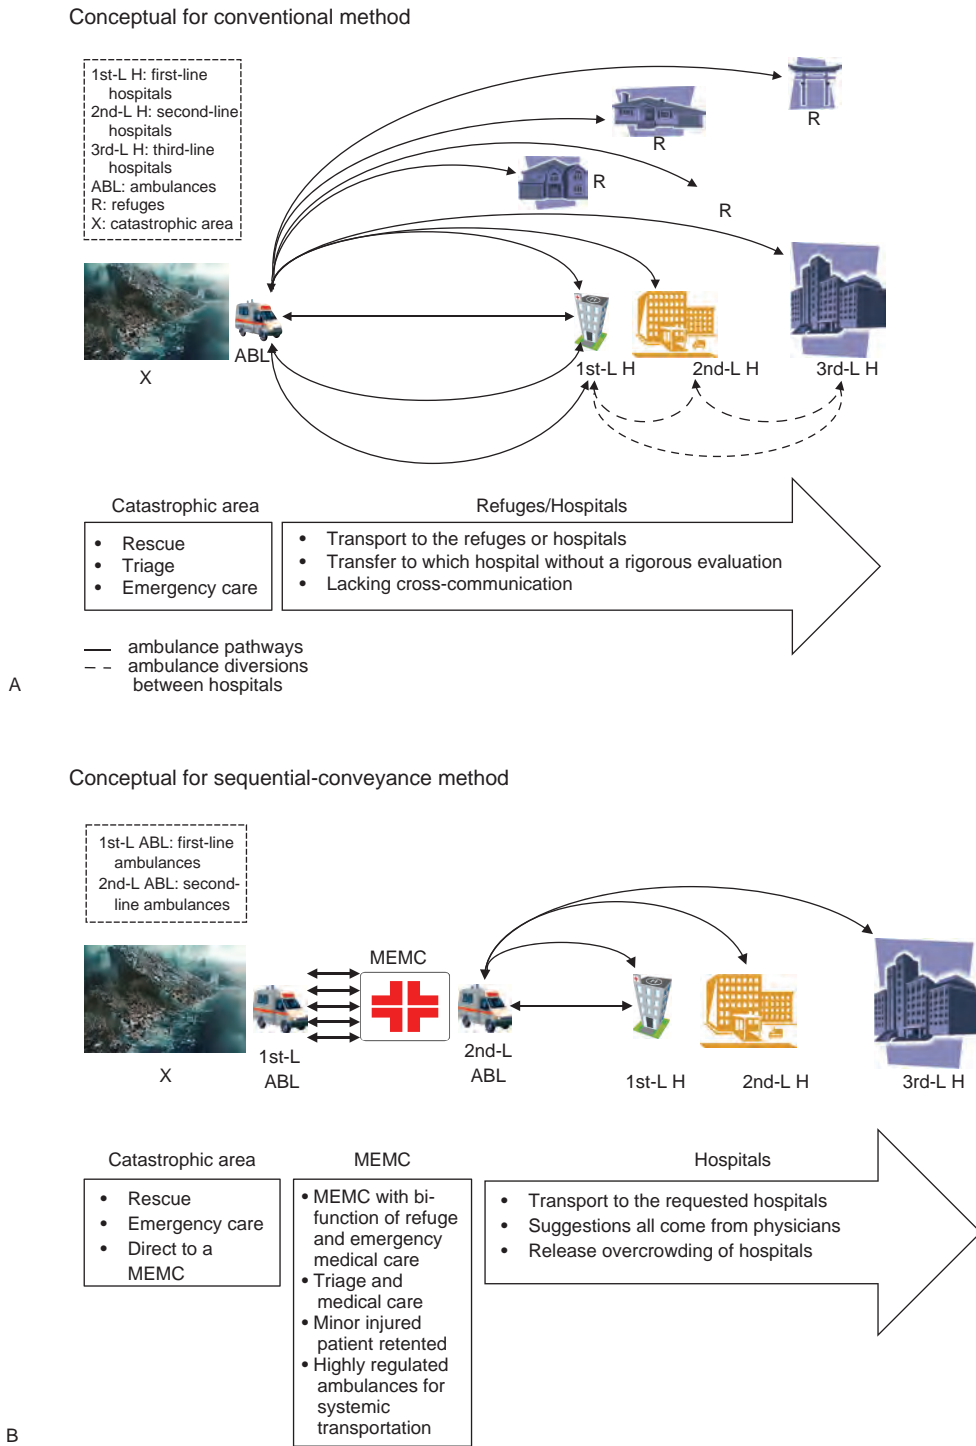 Conceptual for conventional method
1st-L H: first-line
hospitals
2nd-L H: second-line
hospitals
3rd-L H: third-line
hospitals
ABL: ambulances
R: refuges
X: catastrophic area
R
R
R
R
X
ABL
1st-L H
2nd-L H
3rd-L H
Catastrophic area
• Rescue
• Triage
• Emergency care
Refuges/Hospitals
• Transport to the refuges or hospitals
• Transfer to which hospital without a rigorous evaluation
• Lacking cross-communication
ambulance pathways
ambulance diversions
between hospitals
A
Conceptual for sequential-conveyance method
1st-L ABL: first-line
ambulances
2nd-L ABL: second-
line ambulances
MEMC
X
1st-L
ABL
2nd-L
ABL
1st-L H
2nd-L H
3rd-L H
Catastrophic area
• Rescue
• Emergency care
• Direct to a
MEMC
MEMC
• MEMC with bi-
function of refuge
and emergency
medical care
• Triage and
medical care
• Minor injured
patient retented
• Highly regulated
ambulances for
systemic
transportation
Hospitals
• Transport to the requested hospitals
• Suggestions all come from physicians
• Release overcrowding of hospitals
B